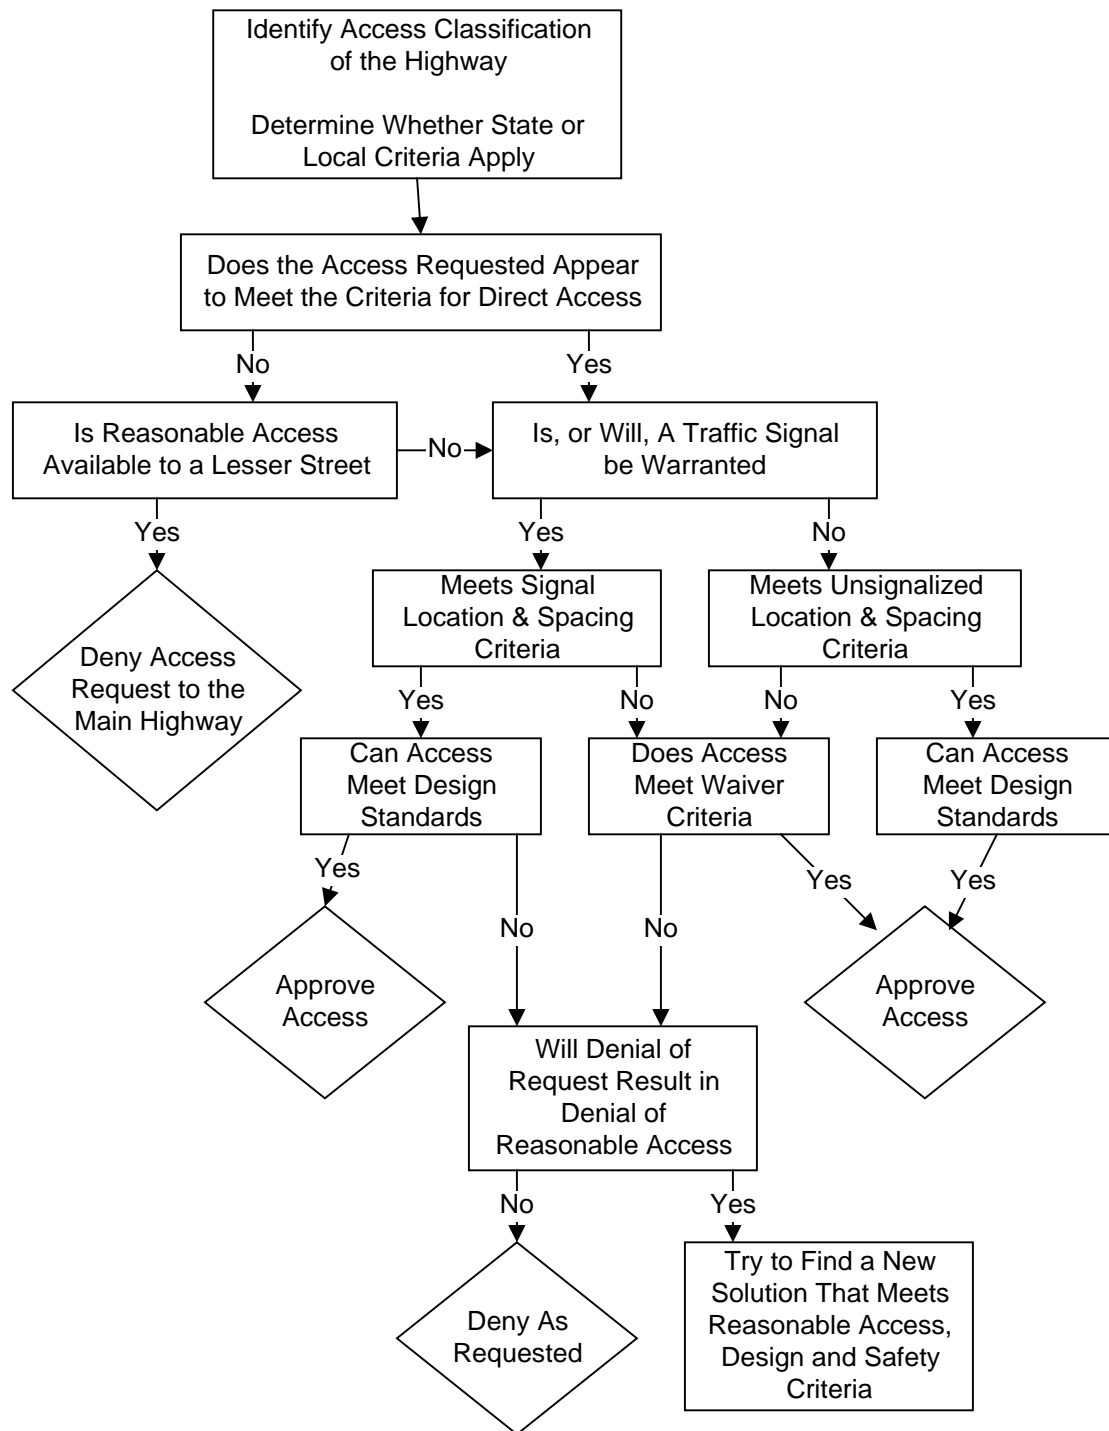 Identify Access Classification
of the Highway
Determine Whether State or
Local Criteria Apply
Does the Access Requested Appear
to Meet the Criteria for Direct Access
No
Yes
Is Reasonable Access
Available to a Lesser Street
No
Is, or Will, A Traffic Signal
be Warranted
Yes
Yes
No
Deny Access
Request to the
Main Highway
Meets Signal
Location & Spacing
Criteria
Meets Unsignalized
Location & Spacing
Criteria
Yes
No
No
Yes
Can Access
Meet Design
Standards
Does Access
Meet Waiver
Criteria
Can Access
Meet Design
Standards
Yes
No
No
Yes
Yes
Approve
Access
Approve
Access
Will Denial of
Request Result in
Denial of
Reasonable Access
No
Yes
Deny As
Requested
Try to Find a New
Solution That Meets
Reasonable Access,
Design and Safety
Criteria